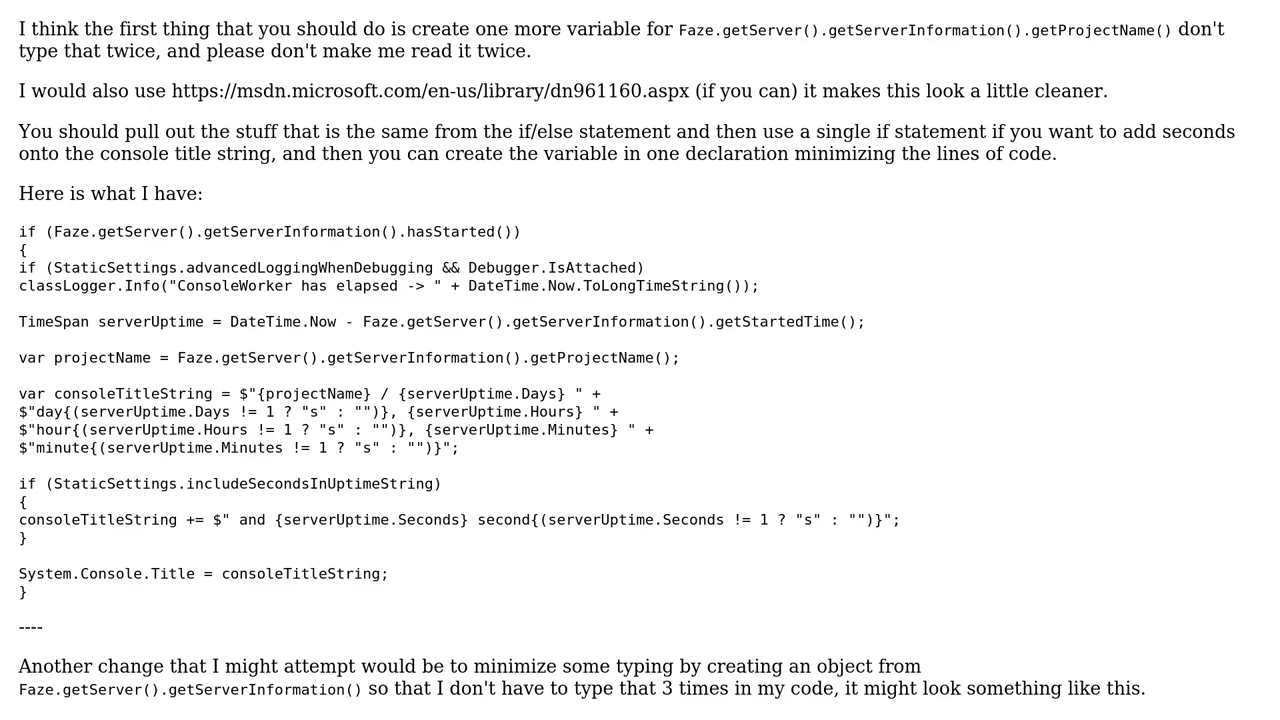 I think the first thing that you should do is create one more variable for Faze.getServer().getServerInformation().getProjectName() don't
type that twice, and please don't make me read it twice.
I would also use https://msdn.microsoft.com/en-us/library/dn961160.aspx (if you can) it makes this look a little cleaner.
You should pull out the stuff that is the same from the if/else statement and then use a single if statement if you want to add seconds
onto the console title string, and then you can create the variable in one declaration minimizing the lines of code.
Here is what I have:
if (Faze.getServer().getServerInformation().hasStarted())
{
if (StaticSettings.advancedLoggingWhenDebugging && Debugger.IsAttached)
classLogger.Info("ConsoleWorker has elapsed -> " + DateTime.Now.ToLongTimeString());
TimeSpan serverUptime = DateTime.Now - Faze.getServer().getServerInformation().getStartedTime();
var projectName = Faze.getServer().getServerInformation().getProjectName();
var consoleTitleString = $"{projectName} / {serverUptime.Days} " +
$"day{(serverUptime.Days != 1 ? "s" : "")}, {serverUptime.Hours} " +
$"hour{(serverUptime.Hours != 1 ? "s" : "")}, {serverUptime.Minutes} " +
$"minute{(serverUptime.Minutes != 1 ? "s" : "")}";
if (StaticSettings.includeSecondsInUptimeString)
{
consoleTitleString += $" and {serverUptime.Seconds} second{(serverUptime.Seconds != 1 ? "s" : "")}";
}
System.Console.Title = consoleTitleString;
}
----
Another change that I might attempt would be to minimize some typing by creating an object from
Faze.getServer().getServerInformation() so that I don't have to type that 3 times in my code, it might look something like this.